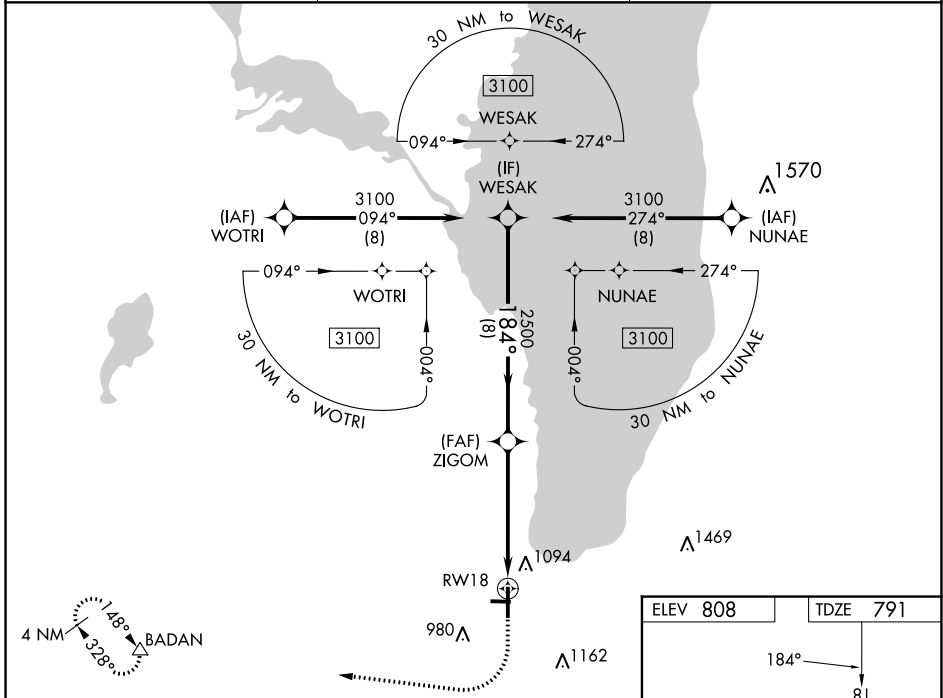 30 NM to WESAK
3100
WESAK
094° 274°
(IF)
WESAK
1570
3100
094°
(8)
3100
274°
(8)
(IAF)
WOTRI
(IAF)
NUNAE
094°
WOTRI
274°
NUNAE
3100
3100
004°
004°
30 NM to WOTRI
30 NM to NUNAE
2500
184°
(8)
(FAF)
ZIGOM
1469
1094
RW18
980
1162
4 NM
148°
328°
BADAN
ELEV 808
TDZE 791
184°